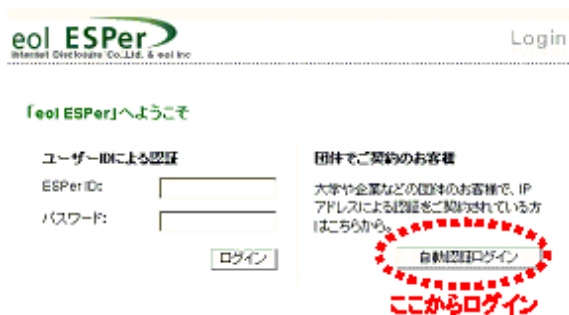 eol ESPer
Internet Disclosure Co.,Ltd. & eol Inc
Login
「eol ESPer」へようこそ
ユーザーIDによる認証
ESPer ID:
パスワード:
ログイン
団体でご契約のお客様
大学や企業などの団体のお客様で、IP
アドレスによる認証をご契約されている方
はこちらから。
自動認証ログイン
ここからログイン